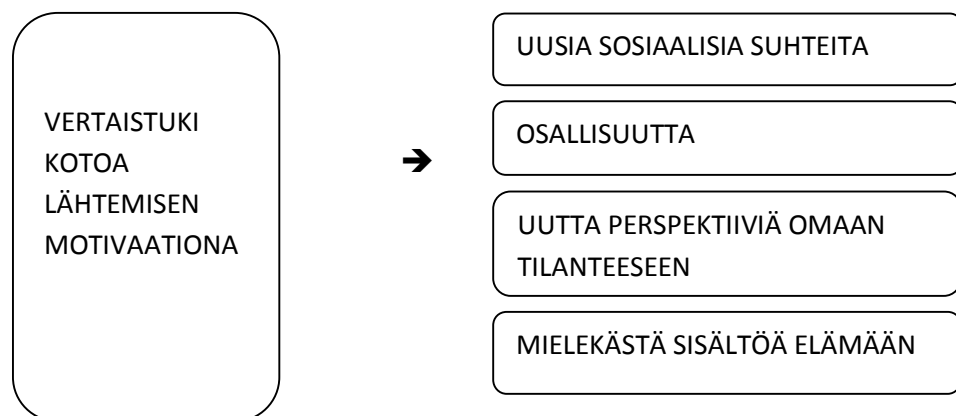 VERTAISTUKI
KOTOA
LÄHTEMISEN
MOTIVAATIONA
➔
UUSIA SOSIAALISIA SUHTEITA
OSALLISUUTTA
UUTTA PERSPEKTIIVIÄ OMAAN
TILANTEESEEN
MIELEKÄSTÄ SISÄLTÖÄ ELÄMÄÄN